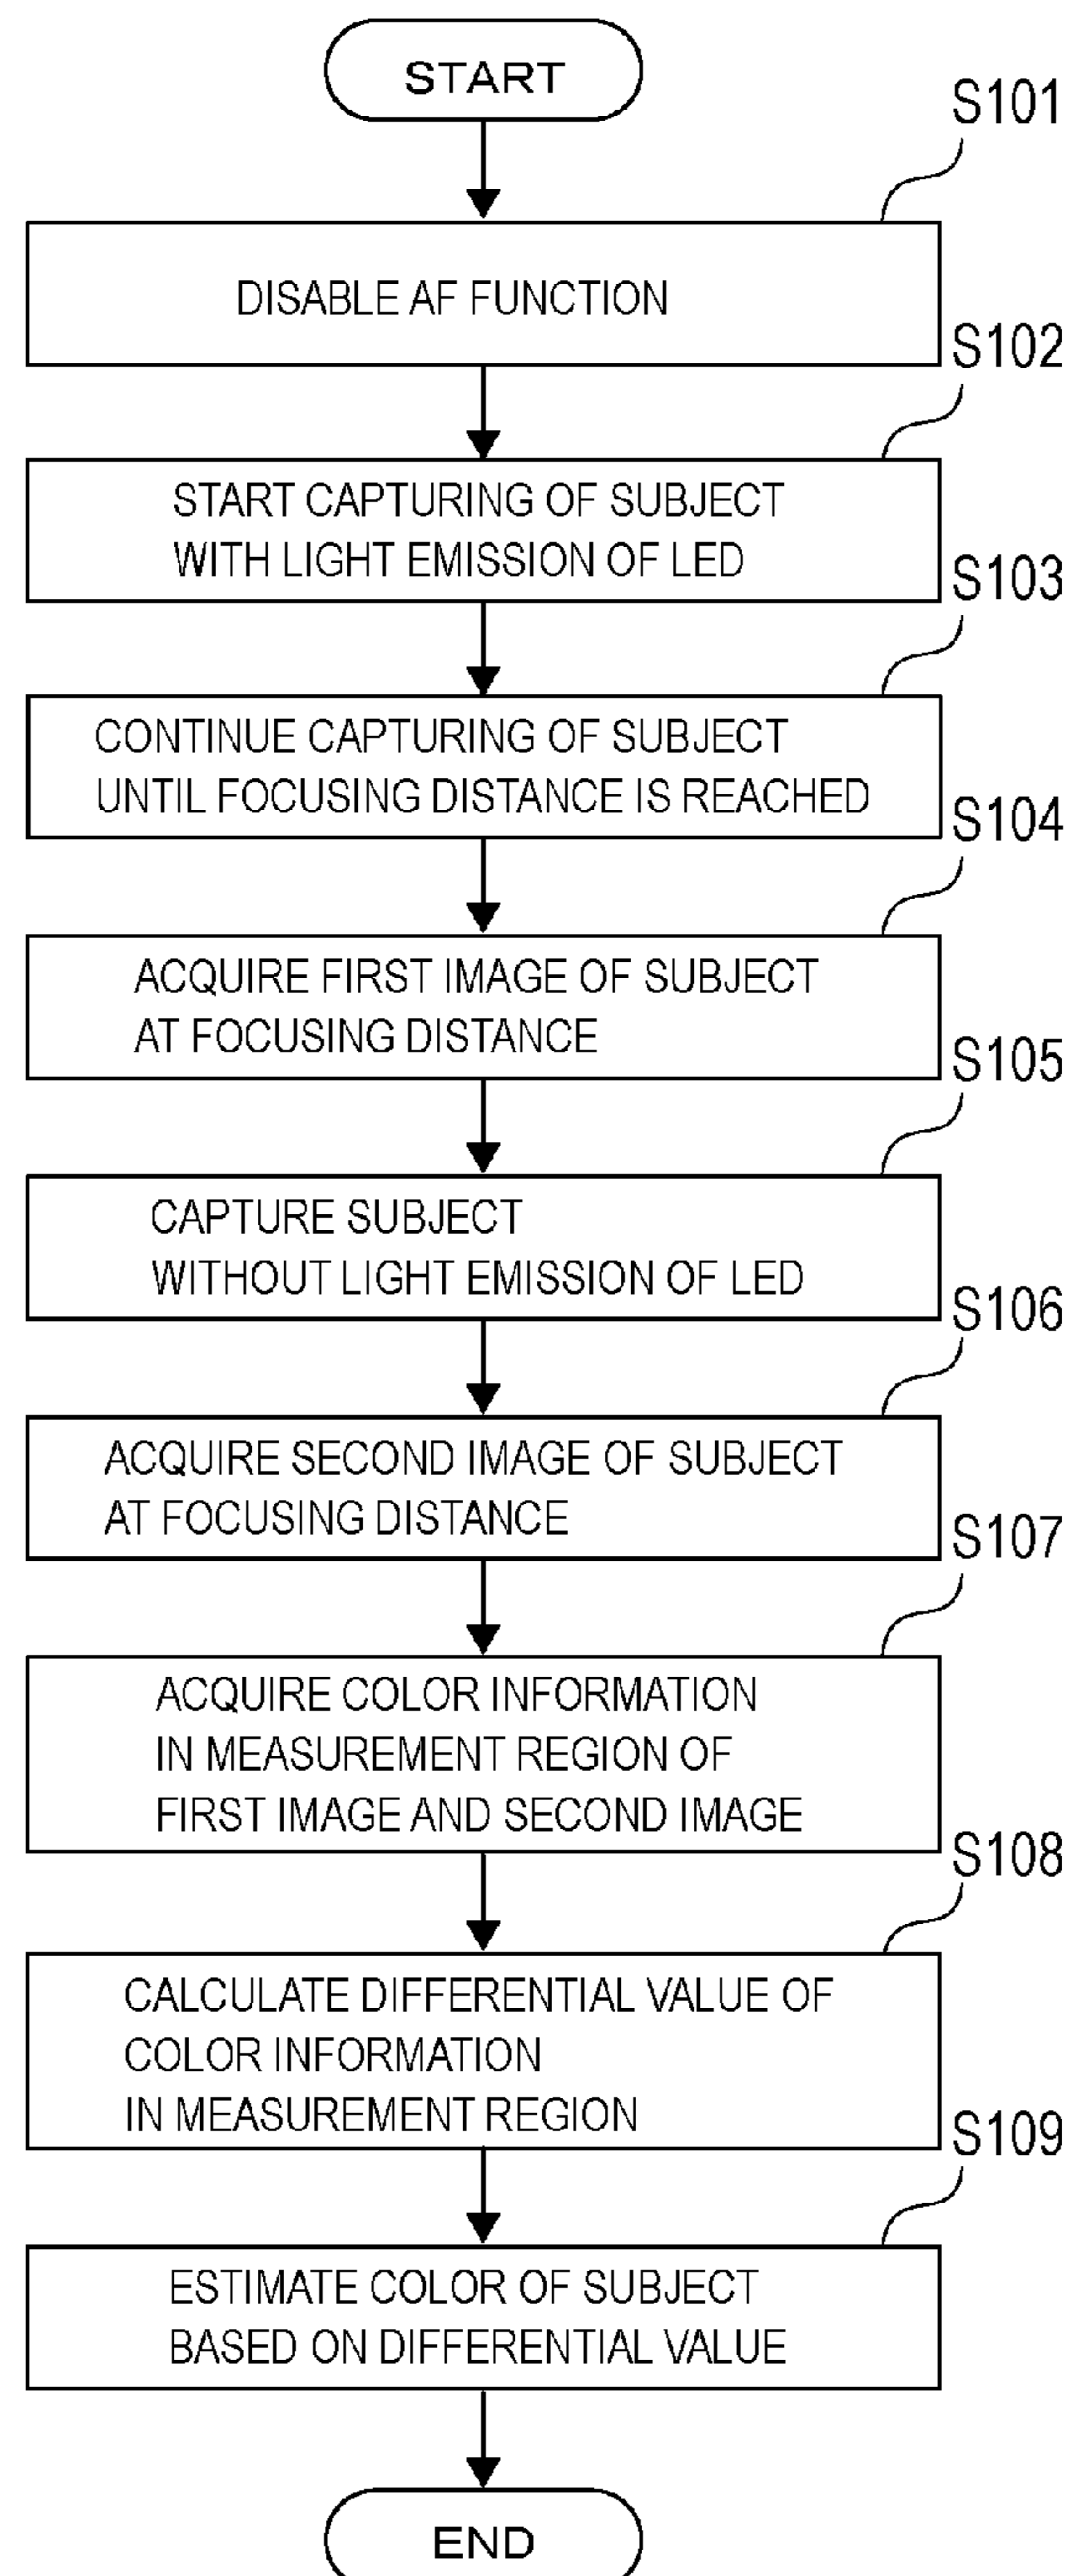 START
S101
DISABLE AF FUNCTION
S102
START CAPTURING OF SUBJECT
WITH LIGHT EMISSION OF LED
S103
CONTINUE CAPTURING OF SUBJECT
UNTIL FOCUSING DISTANCE IS REACHED
S104
ACQUIRE FIRST IMAGE OF SUBJECT
AT FOCUSING DISTANCE
S105
CAPTURE SUBJECT
WITHOUT LIGHT EMISSION OF LED
S106
ACQUIRE SECOND IMAGE OF SUBJECT
AT FOCUSING DISTANCE
S107
ACQUIRE COLOR INFORMATION
IN MEASUREMENT REGION OF
FIRST IMAGE AND SECOND IMAGE
S108
CALCULATE DIFFERENTIAL VALUE OF
COLOR INFORMATION
IN MEASUREMENT REGION
S109
ESTIMATE COLOR OF SUBJECT
BASED ON DIFFERENTIAL VALUE
END